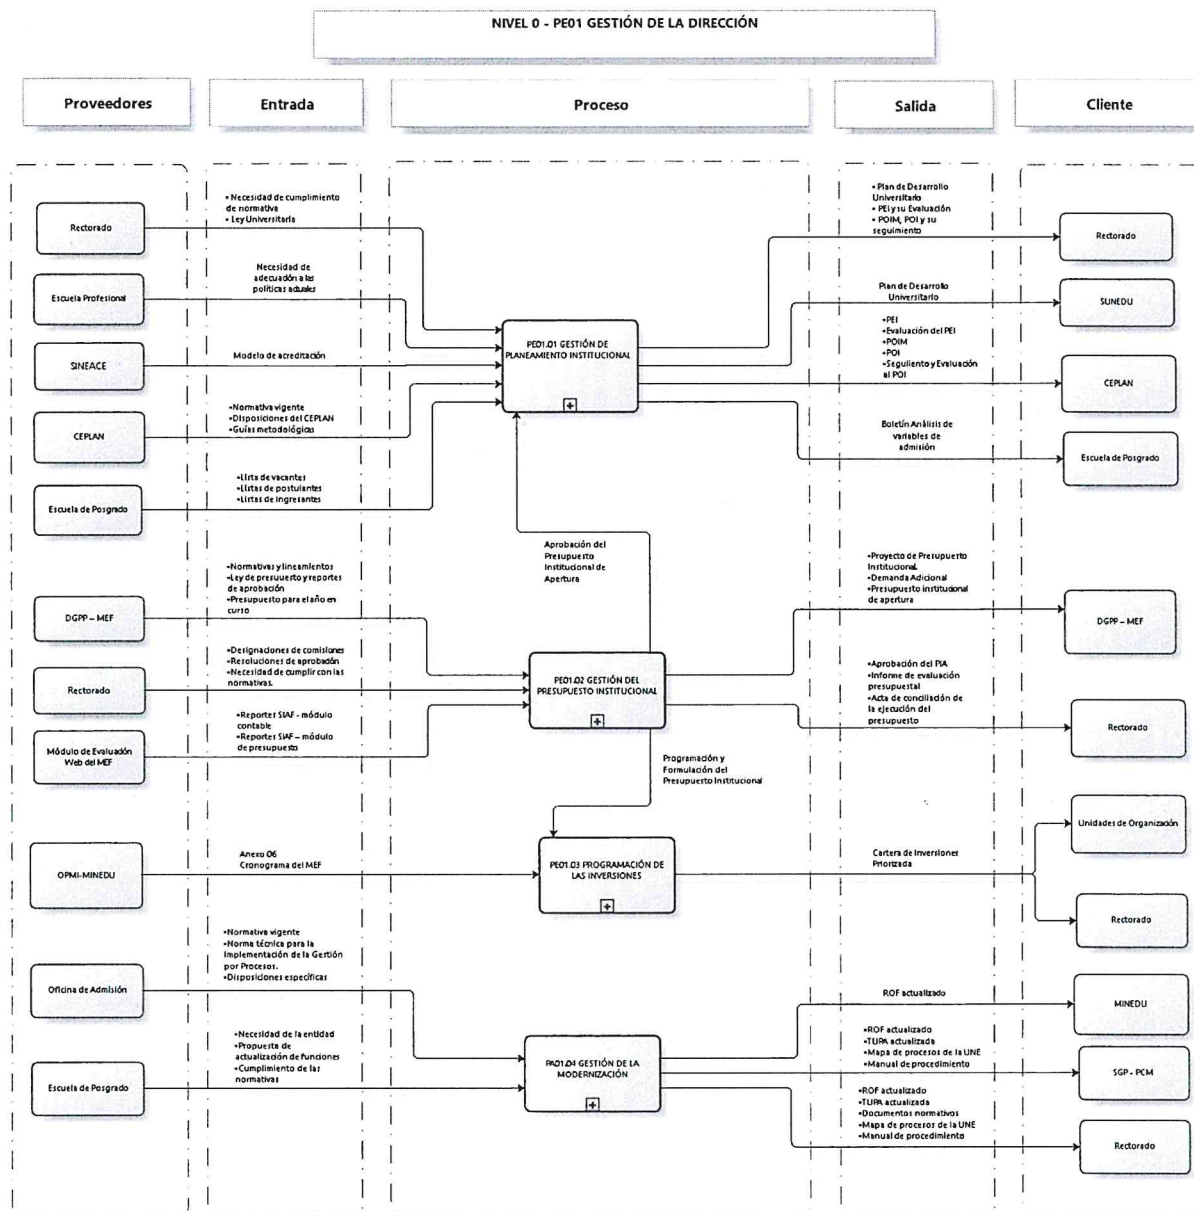 NIVEL 0 - PE01 GESTIÓN DE LA DIRECCIÓN
Proveedores
Entrada
Proceso
Salida
Cliente
Rectorado
• Necesidad de cumplimiento
de normativa
• Ley Universitaria
• Plan de Desarrollo
Universitario
• PEI y su Evaluación
• POIM, POI y su
seguimiento
Rectorado
Escuela Profesional
Necesidad de
adecuación a las
políticas actuales
Plan de Desarrollo
Universitario
SUNEDU
SINEACE
Modelo de acreditación
PE01.01 GESTIÓN DE
PLANEAMIENTO INSTITUCIONAL
•PEI
•Evaluación del PEI
•POIM
•POI
•Seguliento y Evaluación
al POI
CEPLAN
CEPLAN
•Normativa vigente
•Disposiciones del CEPLAN
•Guías metodológicas
Boletín Análisis de
variables de
admisión
Escuela de Posgrado
Escuela de Posgrado
•Llsta de vacantes
•Llstas de postulantes
•Listas de ingresantes
Aprobación del
Presupuesto
Institucional de
Apertura
DGPP – MEF
•Normativas y lineamientos
•Ley de presuuesto y reportes
de aprobación
•Presupuesto para el año en
curso
•Proyecto de Presupuesto
Institucional.
•Demanda Adicional
•Presupuesto institucional
de apertura
DGPP – MEF
Rectorado
•Designaciones de comisiones
•Resoluciones de aprobación
•Necesidad de cumplir con las
normativas.
PE01.02 GESTIÓN DEL
PRESUPUESTO INSTITUCIONAL
•Aprobación del PIA
•Informe de evaluación
presupuestal
•Acta de conciliación de
la ejecución del
presupuesto
Rectorado
Módulo de Evaluación
Web del MEF
•Reportes SIAF - módulo
contable
•Reportes SIAF – módulo
de presupuesto
Programación y
Formulación del
Presupuesto Institucional
OPMI-MINEDU
Anexo 06
Cronograma del MEF
PE01.03 PROGRAMACIÓN DE
LAS INVERSIONES
Cartera de Inversiones
Priorizada
Unidades de Organización
Rectorado
Oficina de Admisión
•Normativa vigente
•Norma técnica para la
Implementación de la Gestión
por Procesos.
•Disposiciones específicas
ROF actualizado
MINEDU
Escuela de Posgrado
•Necesidad de la entidad
•Propuesta de
actualización de funciones
•Cumplimiento de las
normativas
PA01.04 GESTIÓN DE LA
MODERNIZACIÓN
•ROF actualizado
•TUPA actualizada
•Mapa de procesos de la UNE
•Manual de procedimiento
SGP - PCM
•ROF actualizado
•TUPA actualizada
•Documentos normativos
•Mapa de procesos de la UNE
•Manual de procedimiento
Rectorado